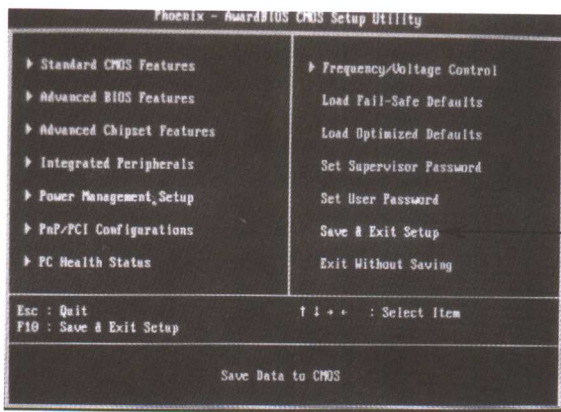 Phoenix - AwardBIOS CMOS Setup Utility
▶ Standard CMOS Features
▶ Advanced BIOS Features
▶ Advanced Chipset Features
▶ Integrated Peripherals
▶ Power Management Setup
▶ PnP/PCI Configurations
▶ PC Health Status
▶ Frequency/Voltage Control
Load Fail-Safe Defaults
Load Optimized Defaults
Set Supervisor Password
Set User Password
Save & Exit Setup
Exit Without Saving
Esc : Quit
F10 : Save & Exit Setup
↑ ↓ → ← : Select Item
Save Data to CMOS